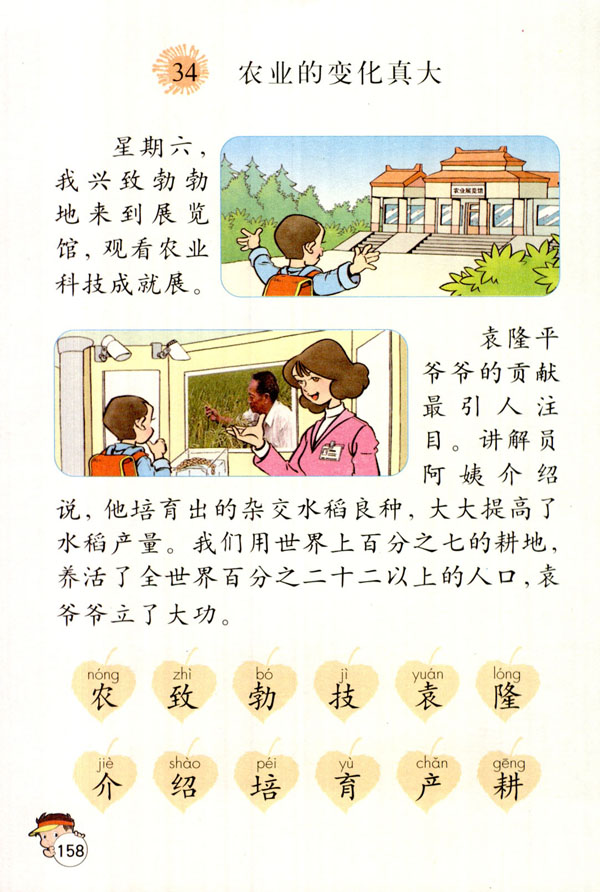 34 农业的变化真大
星期六，
我兴致勃勃
地来到展览
馆，观看农业
科技成就展。
农业展览馆
袁隆平
爷爷的贡献
最引人注
目。讲解员
阿姨介绍
说，他培育出的杂交水稻良种，大大提高了
水稻产量。我们用世界上百分之七的耕地，
养活了全世界百分之二十二以上的人口，袁
爷爷立了大功。
nóng zhì bó jì yuán lóng
农 致 勃 技 袁 隆
jiè shào péi yù chǎn gēng
介 绍 培 育 产 耕
158